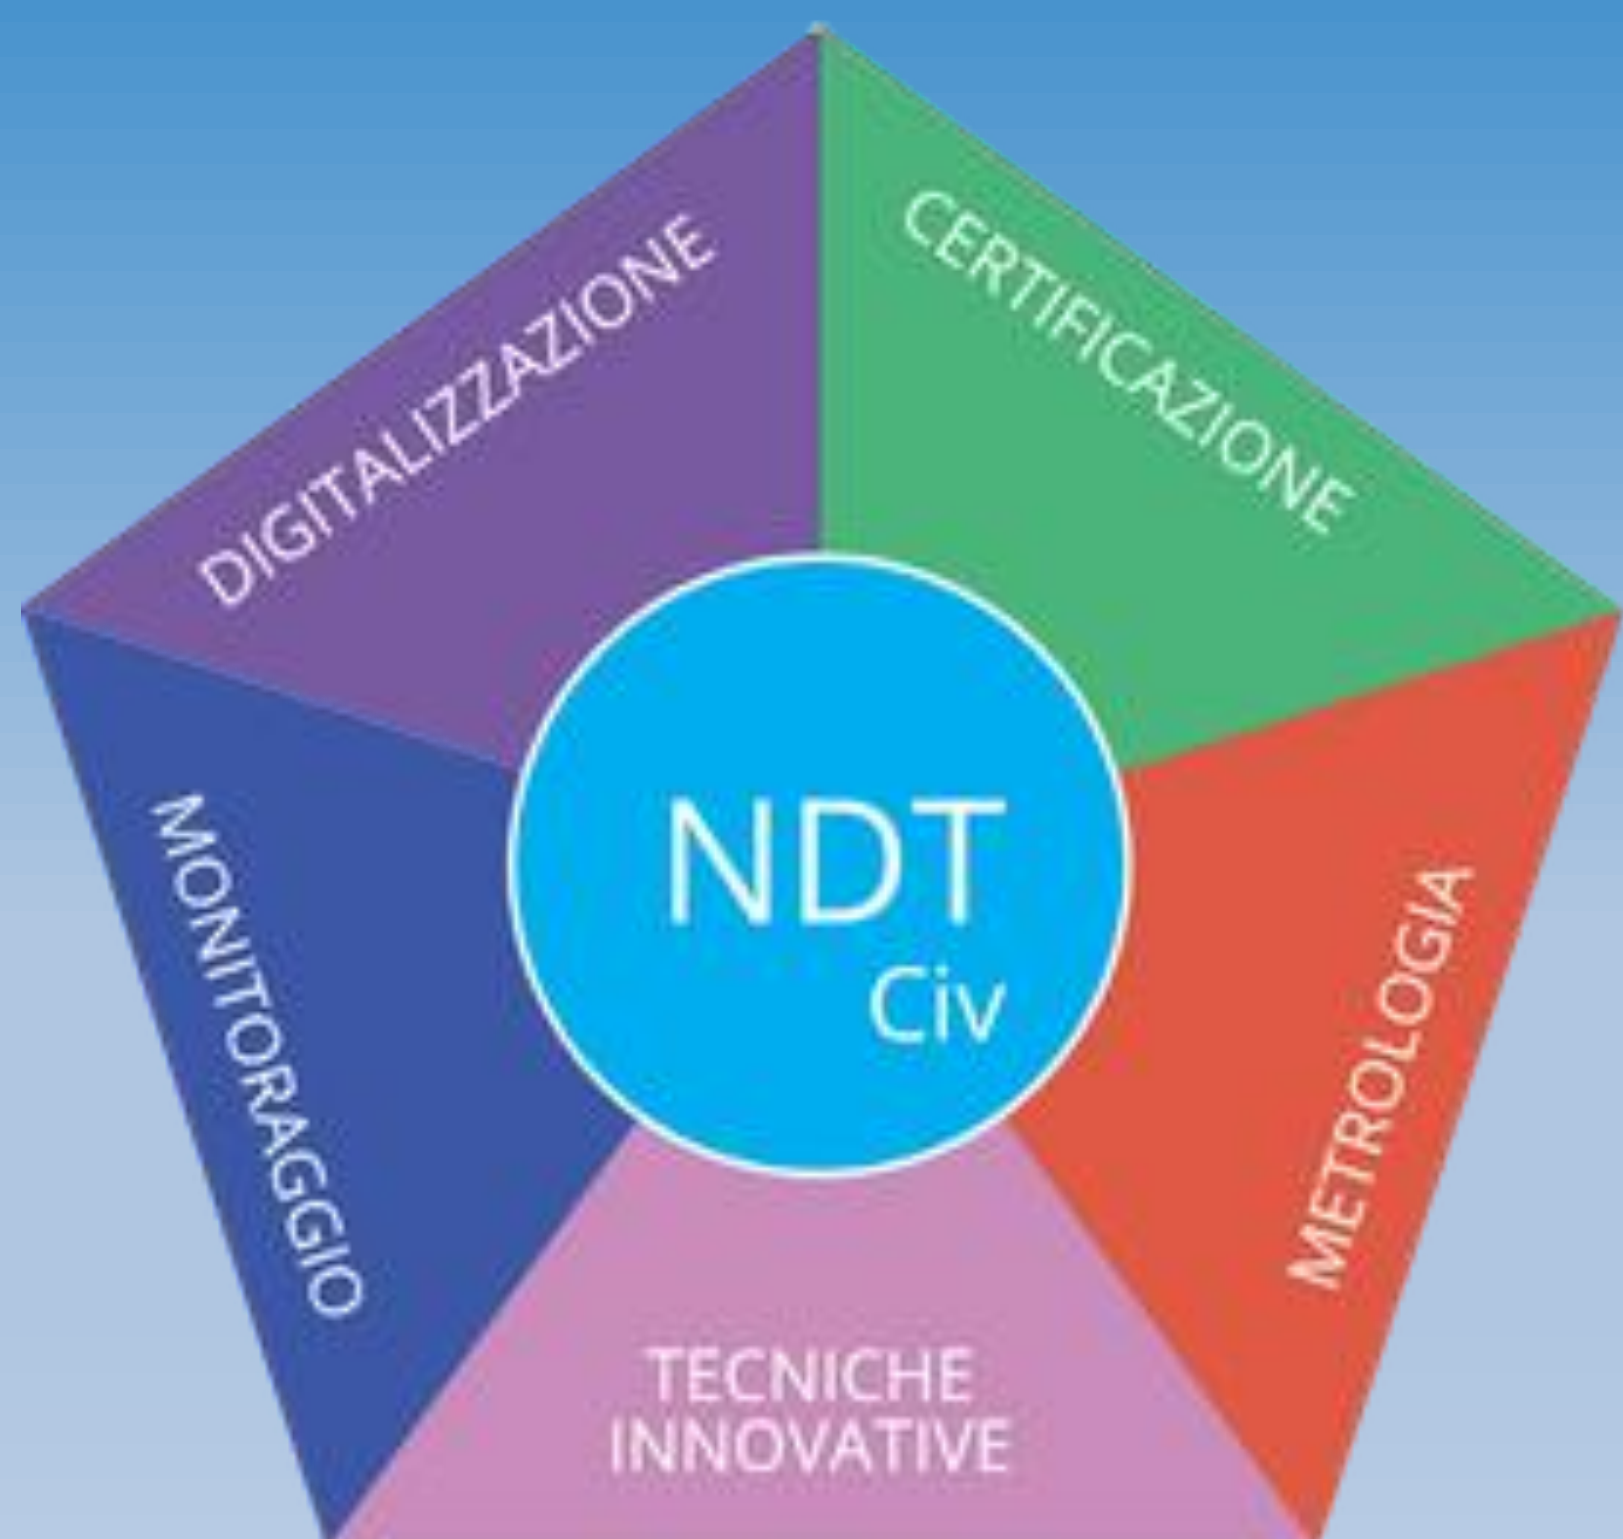 DIGITALIZZAZIONE
CERTIFICAZIONE
MONITORAGGIO
NDT
Civ
METROLOGIA
TECNICHE
INNOVATIVE